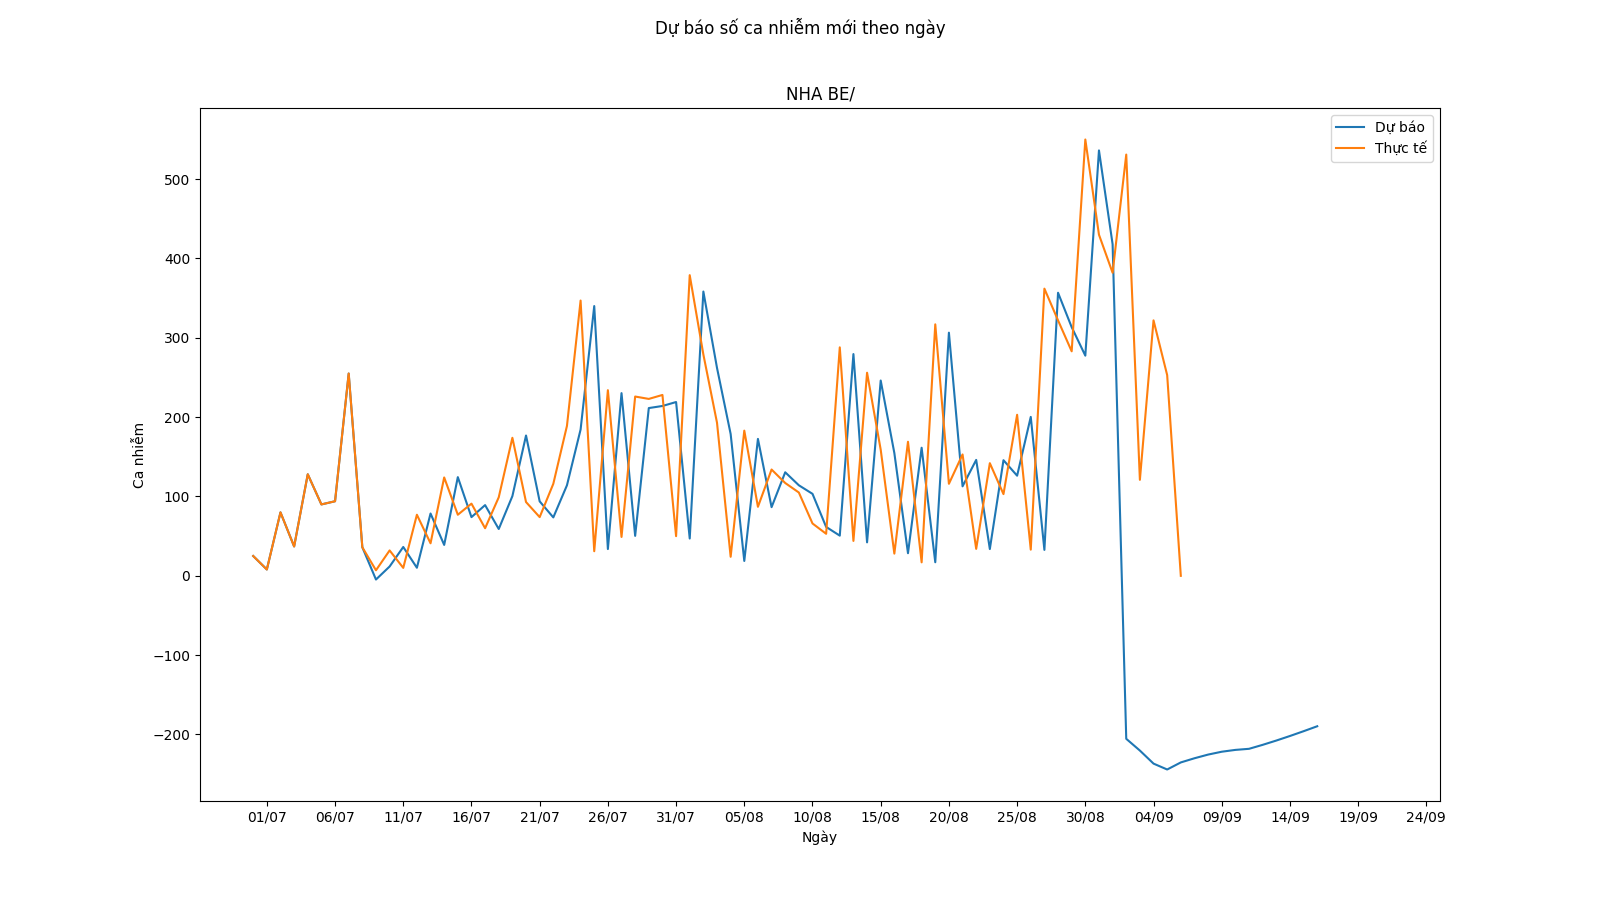 Dự báo số ca nhiễm mới theo ngày
NHA BE/
Dự báo
Thực tế
500
400
300
200
100
0
−100
−200
Ca nhiễm
01/07 06/07 11/07 16/07 21/07 26/07 31/07 05/08 10/08 15/08 20/08 25/08 30/08 04/09 09/09 14/09 19/09 24/09
Ngày